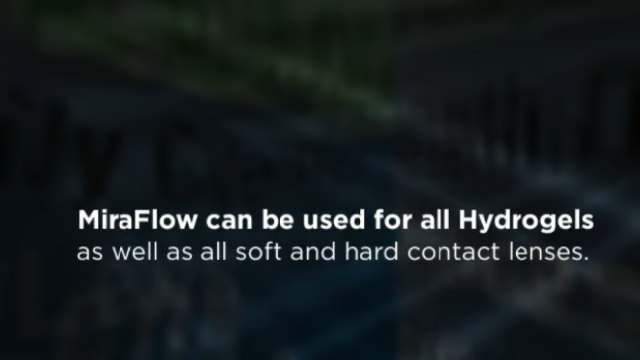 MiraFlow can be used for all Hydrogels
as well as all soft and hard contact lenses.